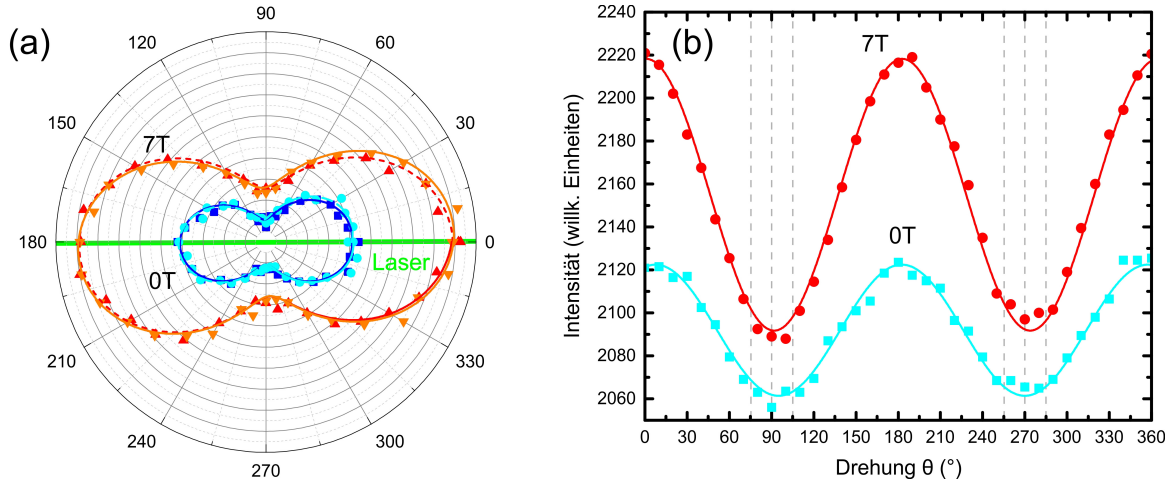 (a)
90
120
60
150
30
7T
180
0
Laser
0T
210
330
240
300
270
(b)
2240
2220
2200
2180
2160
2140
2120
2100
2080
2060
7T
0T
Intensität (willk. Einheiten)
0 30 60 90 120 150 180 210 240 270 300 330 360
Drehung θ (°)